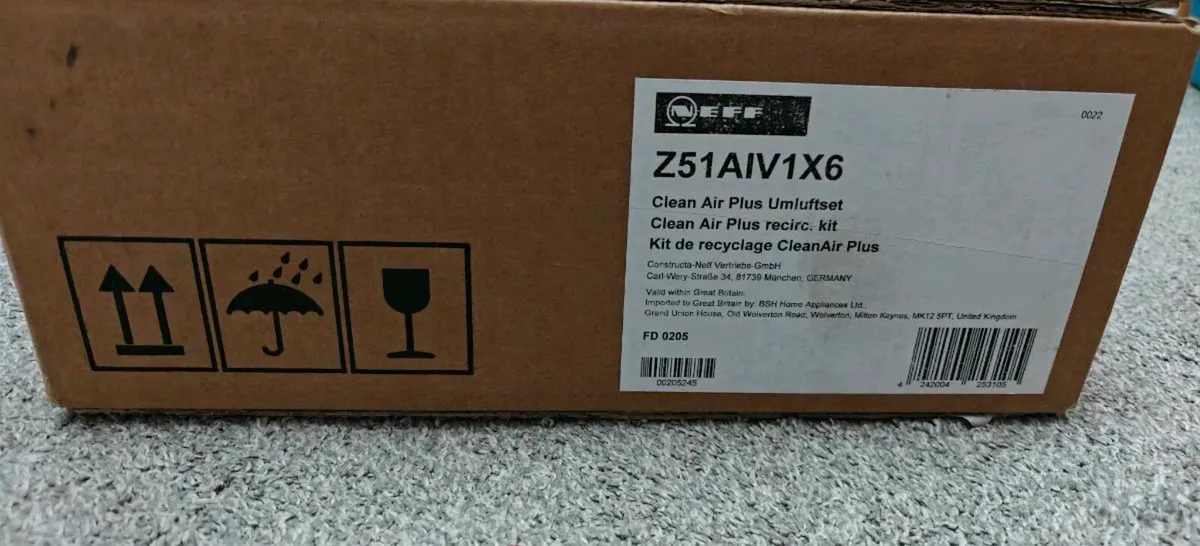 NEFF
0022
Z51AIV1X6
Clean Air Plus Umluftset
Clean Air Plus recirc. kit
Kit de recyclage CleanAir Plus
Constructa-Neff Vertriebs-GmbH
Carl-Wery-Straße 34, 81739 München, GERMANY
Valid within Great Britain:
Imported to Great Britain by: BSH Home Appliances Ltd.,
Grand Union House, Old Wolverton Road, Wolverton, Milton Keynes, MK12 5PT, United Kingdom
FD 0205
00205245
4 242004 253105